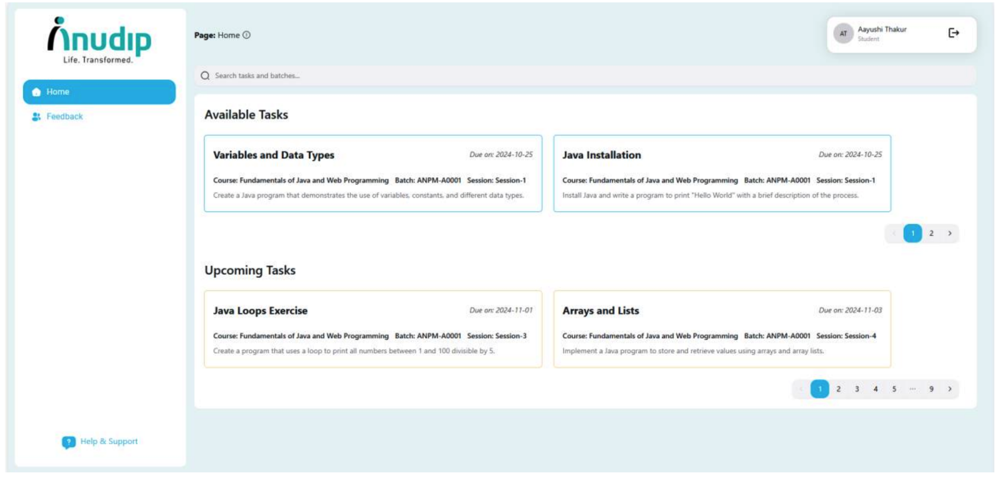 Anudip
Life. Transformed.
Home
Feedback
Help & Support
Page: Home
AT
Aayushi Thakur
Student
Search tasks and batches...
Available Tasks
Variables and Data Types Due on: 2024-10-25
Course: Fundamentals of Java and Web Programming Batch: ANPM-A0001 Session: Session-1
Create a Java program that demonstrates the use of variables, constants, and different data types.
Java Installation Due on: 2024-10-25
Course: Fundamentals of Java and Web Programming Batch: ANPM-A0001 Session: Session-1
Install Java and write a program to print "Hello World" with a brief description of the process.
< 1 2 >
Upcoming Tasks
Java Loops Exercise Due on: 2024-11-01
Course: Fundamentals of Java and Web Programming Batch: ANPM-A0001 Session: Session-3
Create a program that uses a loop to print all numbers between 1 and 100 divisible by 5.
Arrays and Lists Due on: 2024-11-03
Course: Fundamentals of Java and Web Programming Batch: ANPM-A0001 Session: Session-4
Implement a Java program to store and retrieve values using arrays and array lists.
< 1 2 3 4 5 ... 9 >